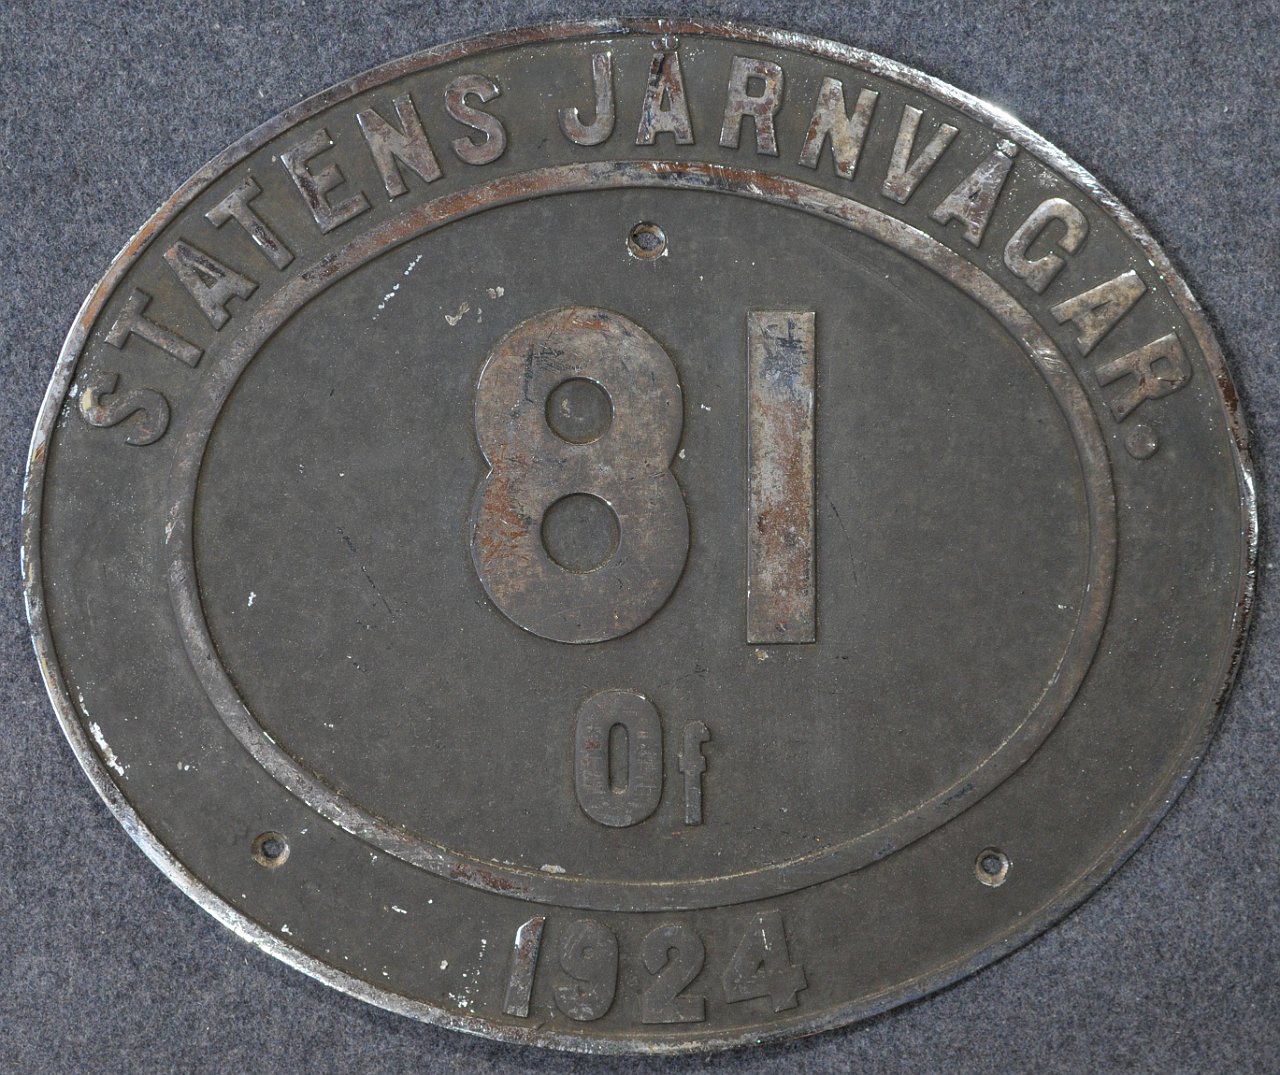 STATENS JÄRNVÄGAR.
81
Of
1924